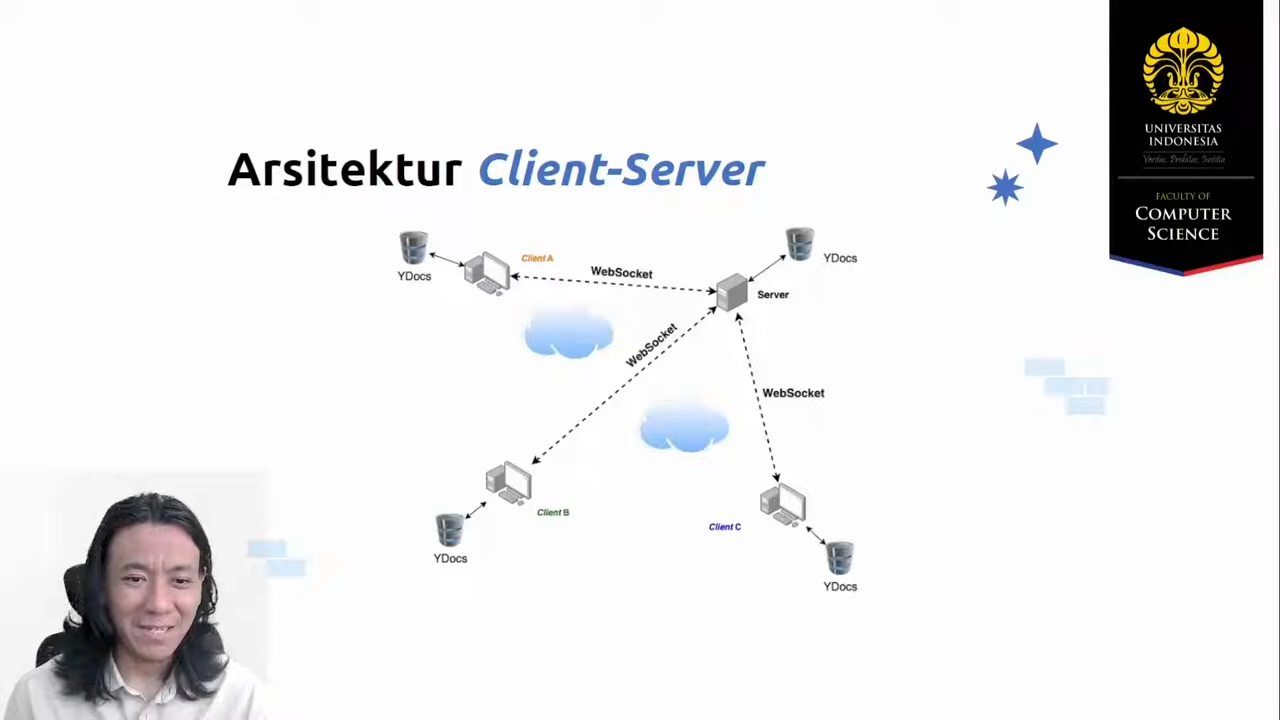 UNIVERSITAS
INDONESIA
Veritas, Probitas, Iustitia
FACULTY OF
COMPUTER
SCIENCE
Arsitektur Client-Server
YDocs
Client A
WebSocket
YDocs
Server
WebSocket
WebSocket
Client B
YDocs
Client C
YDocs